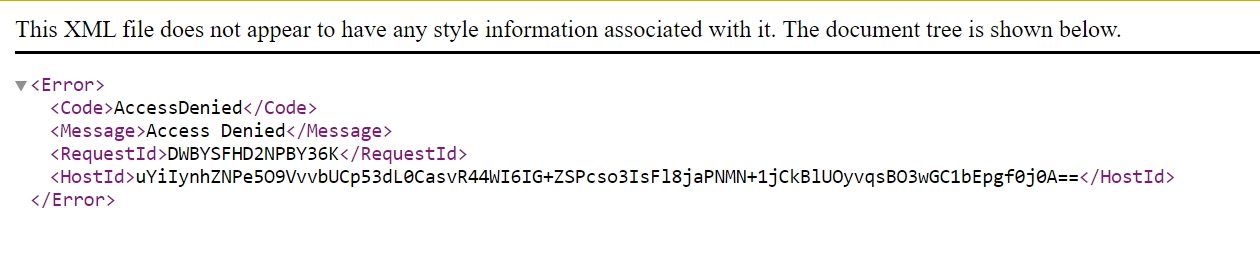 This XML file does not appear to have any style information associated with it. The document tree is shown below.
<Error>
<Code>AccessDenied</Code>
<Message>Access Denied</Message>
<RequestId>DWBYSFHD2NPBY36K</RequestId>
<HostId>uYiIynhZNPe5O9VvvbUCp53dL0CasvR44WI6IG+ZSPcso3IsFl8jaPNMN+1jCkBlUOyvqsBO3wGC1bEpgf0j0A==</HostId>
</Error>